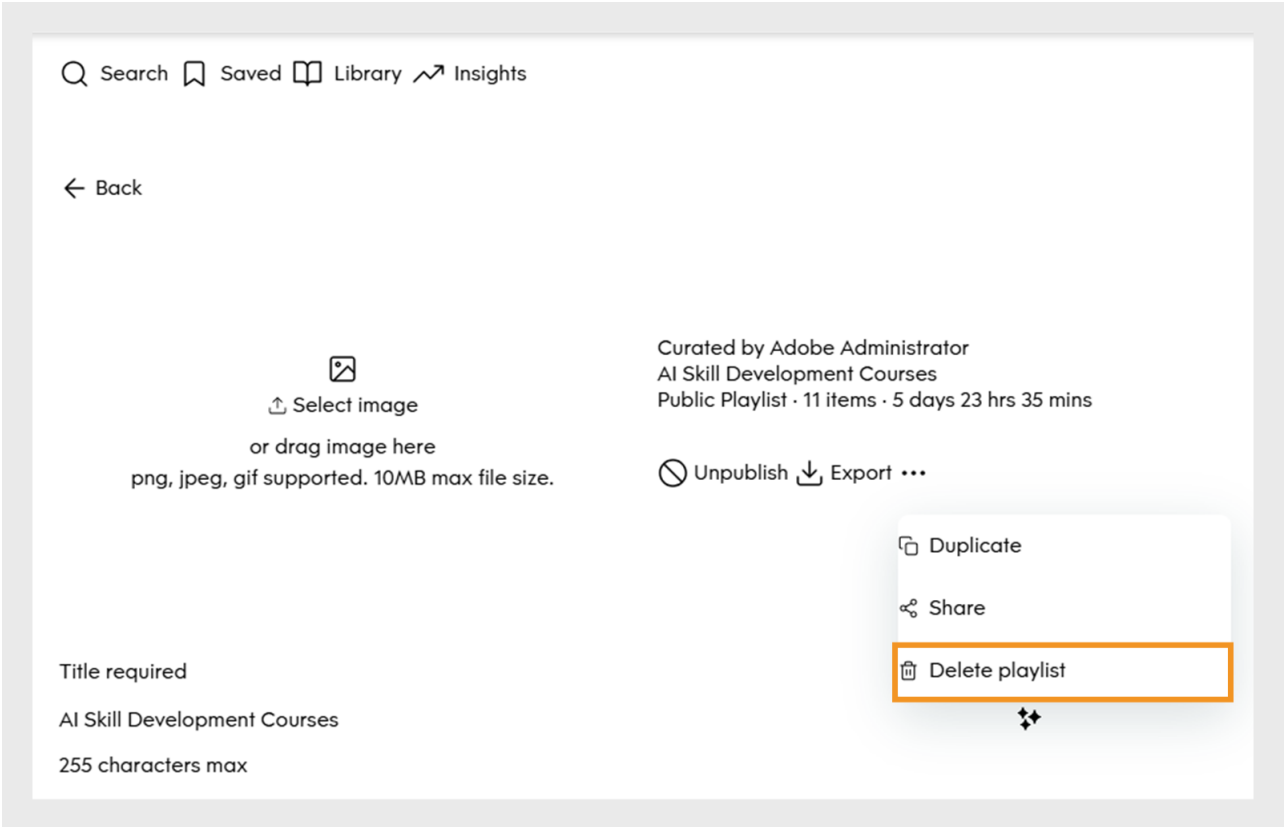 Search Saved Library Insights
Back
Select image
or drag image here
png, jpeg, gif supported. 10MB max file size.
Curated by Adobe Administrator
AI Skill Development Courses
Public Playlist · 11 items · 5 days 23 hrs 35 mins
Unpublish Export •••
Duplicate
Share
Delete playlist
Title required
AI Skill Development Courses
255 characters max